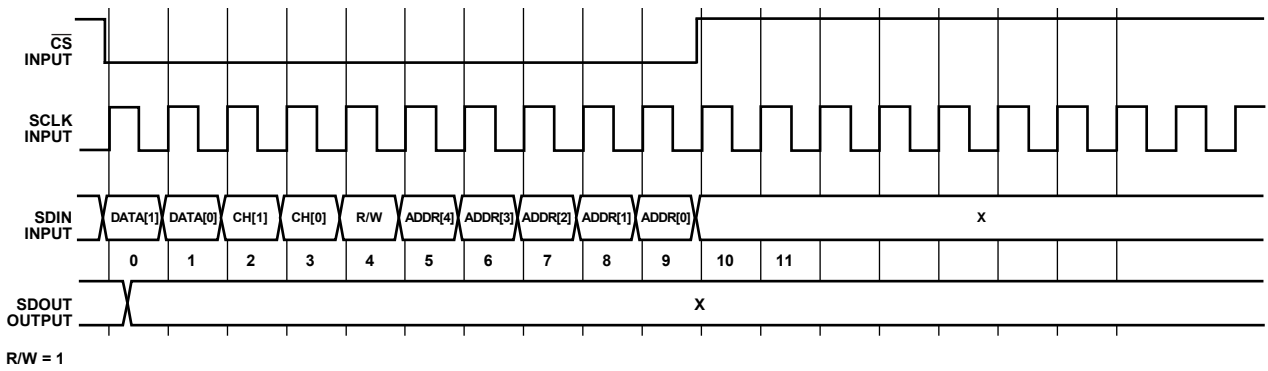 CS
INPUT
SCLK
INPUT
SDIN
INPUT
DATA[1] DATA[0] CH[1] CH[0] R/W ADDR[4] ADDR[3] ADDR[2] ADDR[1] ADDR[0] X
0 1 2 3 4 5 6 7 8 9 10 11
SDOUT
OUTPUT
X
R/W = 1